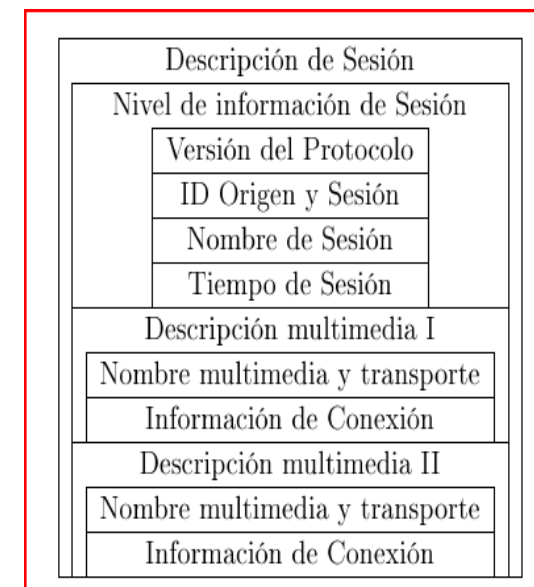 Descripción de Sesión
Nivel de información de Sesión
Versión del Protocolo
ID Origen y Sesión
Nombre de Sesión
Tiempo de Sesión
Descripción multimedia I
Nombre multimedia y transporte
Información de Conexión
Descripción multimedia II
Nombre multimedia y transporte
Información de Conexión